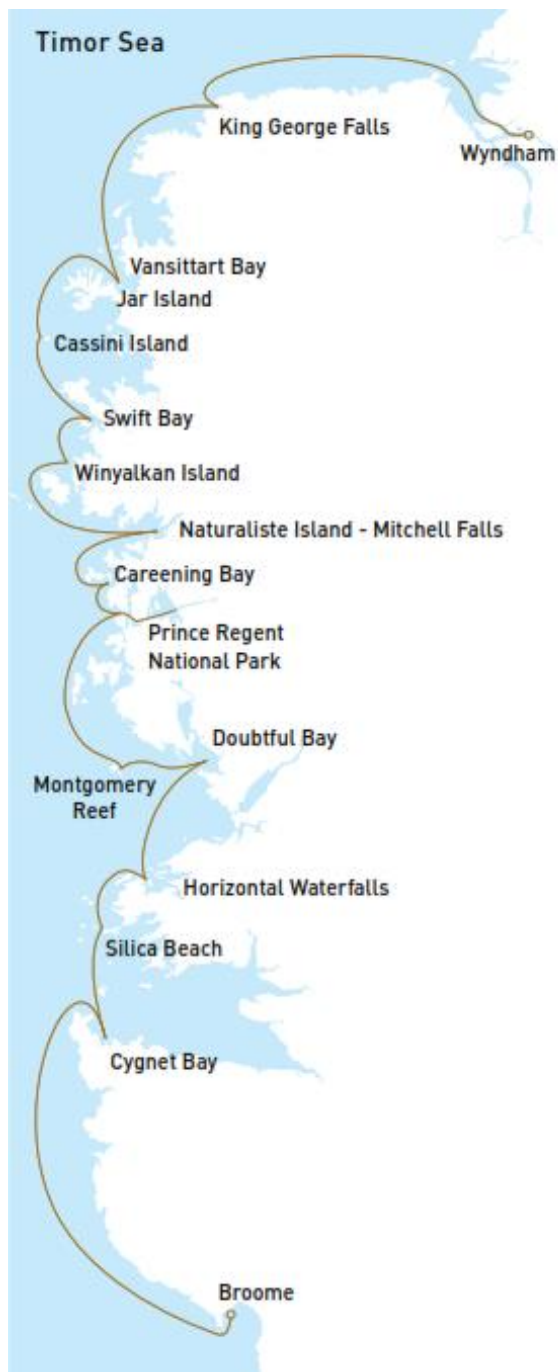 Timor Sea
King George Falls
Wyndham
Vansittart Bay
Jar Island
Cassini Island
Swift Bay
Winyalkan Island
Naturaliste Island - Mitchell Falls
Careening Bay
Prince Regent
National Park
Doubtful Bay
Montgomery
Reef
Horizontal Waterfalls
Silica Beach
Cygnet Bay
Broome